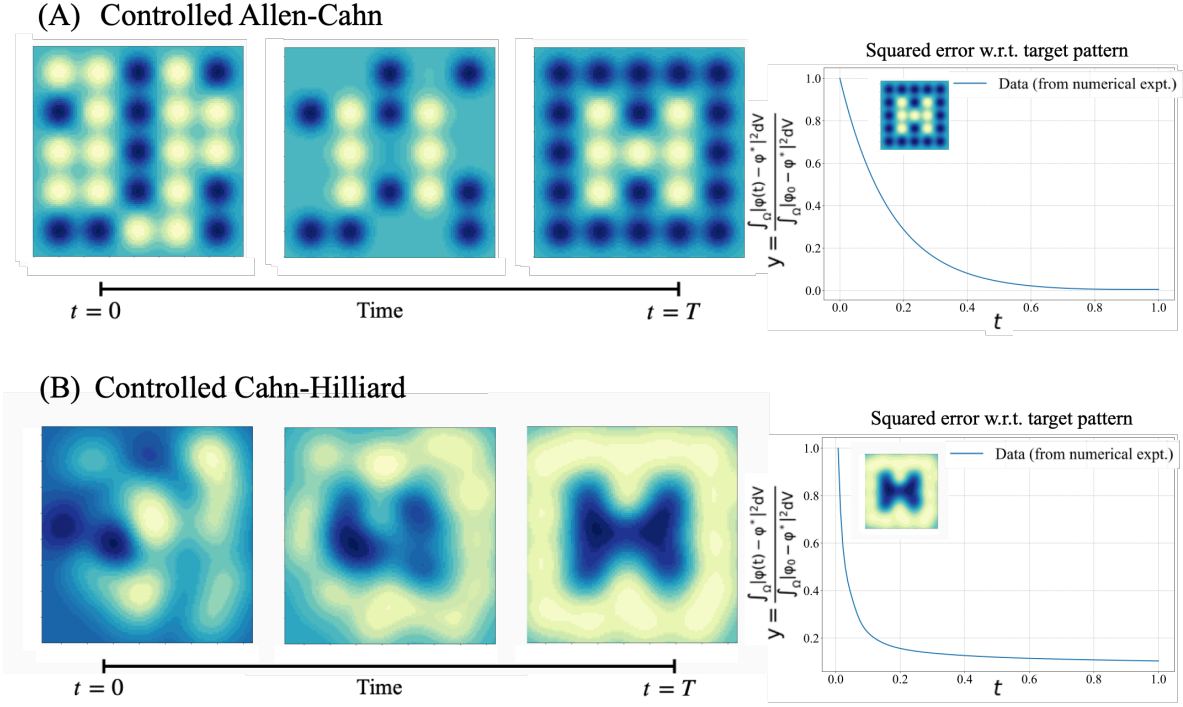 (A) Controlled Allen-Cahn
t = 0
Time
t = T
Squared error w.r.t. target pattern
Data (from numerical expt.)
y = ∫Ω|φ(t) − φ*|²dV / ∫Ω|φ₀ − φ*|²dV
1.0
0.8
0.6
0.4
0.2
0.0
0.0 0.2 0.4 0.6 0.8 1.0
t
(B) Controlled Cahn-Hilliard
t = 0
Time
t = T
Squared error w.r.t. target pattern
Data (from numerical expt.)
y = ∫Ω|φ(t) − φ*|²dV / ∫Ω|φ₀ − φ*|²dV
1.0
0.8
0.6
0.4
0.2
0.0 0.2 0.4 0.6 0.8 1.0
t